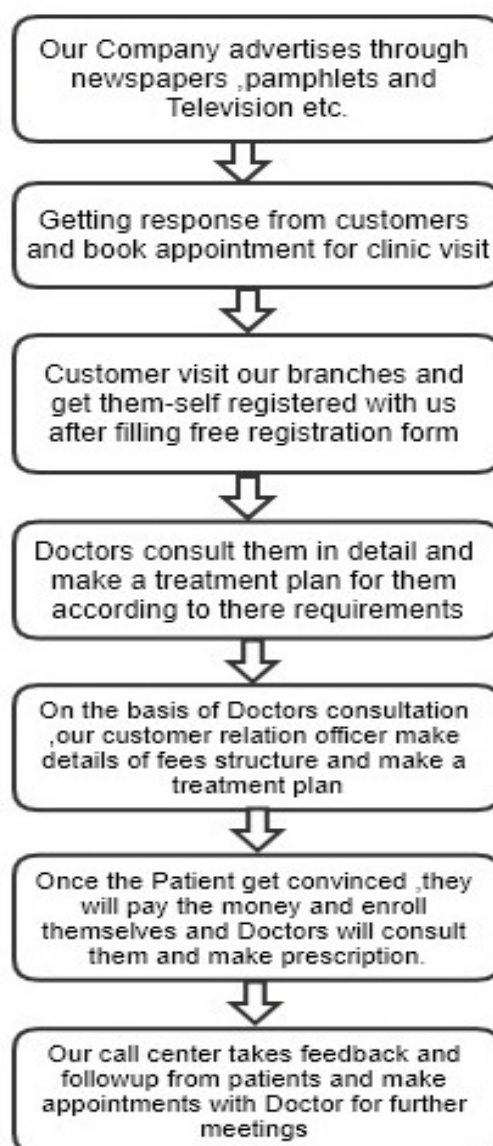 Our Company advertises through
newspapers ,pamphlets and
Television etc.
Getting response from customers
and book appointment for clinic visit
Customer visit our branches and
get them-self registered with us
after filling free registration form
Doctors consult them in detail and
make a treatment plan for them
according to there requirements
On the basis of Doctors consultation
,our customer relation officer make
details of fees structure and make a
treatment plan
Once the Patient get convinced ,they
will pay the money and enroll
themselves and Doctors will consult
them and make prescription.
Our call center takes feedback and
followup from patients and make
appointments with Doctor for further
meetings